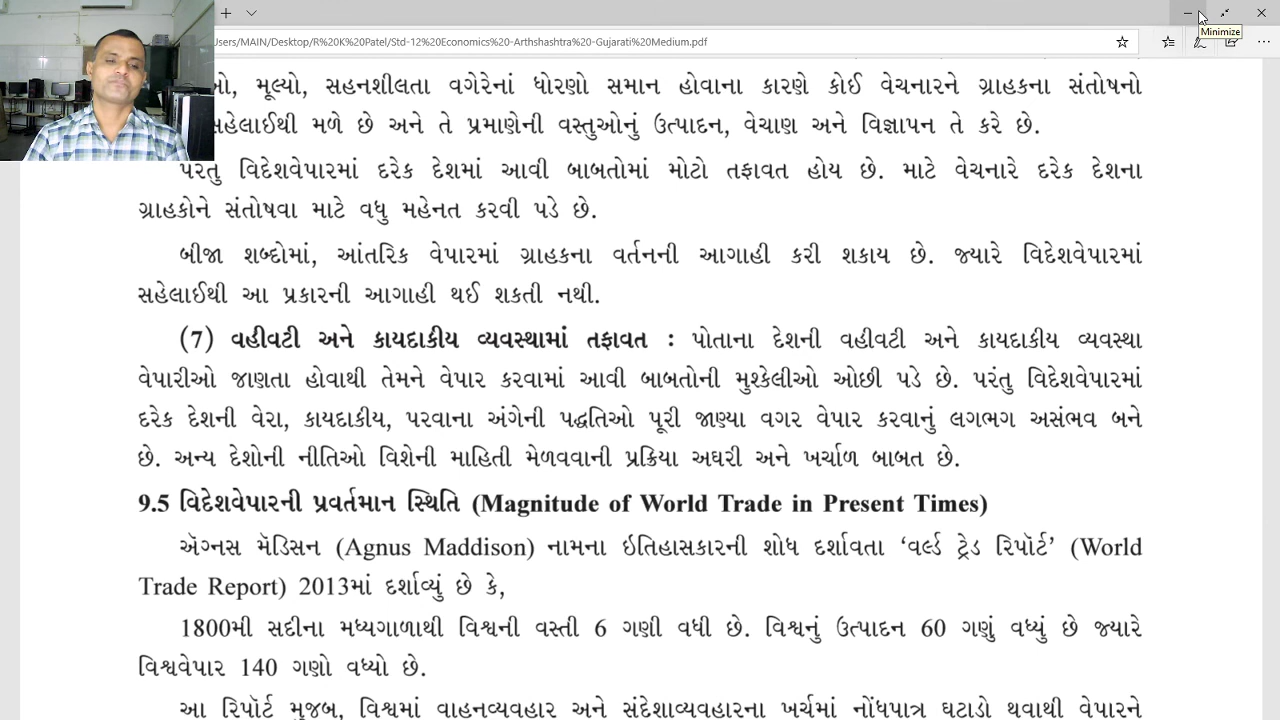 Users/MAIN/Desktop/R%20K%20Patel/Std-12%20Economics%20-Arthshashtra%20-Gujarati%20Medium.pdf
Minimize
મૂલ્યો, સહનશીલતા વગેરેનાં ધોરણો સમાન હોવાના કારણે કોઈ વેચનારને ગ્રાહકના સંતોષનો
સહેલાઈથી મળે છે અને તે પ્રમાણેની વસ્તુઓનું ઉત્પાદન, વેચાણ અને વિજ્ઞાપન તે કરે છે.
પરંતુ વિદેશવેપારમાં દરેક દેશમાં આવી બાબતોમાં મોટો તફાવત હોય છે. માટે વેચનારે દરેક દેશના
ગ્રાહકોને સંતોષવા માટે વધુ મહેનત કરવી પડે છે.
બીજા શબ્દોમાં, આંતરિક વેપારમાં ગ્રાહકના વર્તનની આગાહી કરી શકાય છે. જ્યારે વિદેશવેપારમાં
સહેલાઈથી આ પ્રકારની આગાહી થઈ શકતી નથી.
(7) વહીવટી અને કાયદાકીય વ્યવસ્થામાં તફાવત : પોતાના દેશની વહીવટી અને કાયદાકીય વ્યવસ્થા
વેપારીઓ જાણતા હોવાથી તેમને વેપાર કરવામાં આવી બાબતોની મુશ્કેલીઓ ઓછી પડે છે. પરંતુ વિદેશવેપારમાં
દરેક દેશની વેરા, કાયદાકીય, પરવાના અંગેની પદ્ધતિઓ પૂરી જાણ્યા વગર વેપાર કરવાનું લગભગ અસંભવ બને
છે. અન્ય દેશોની નીતિઓ વિશેની માહિતી મેળવવાની પ્રક્રિયા અઘરી અને ખર્ચાળ બાબત છે.
9.5 વિદેશવેપારની પ્રવર્તમાન સ્થિતિ (Magnitude of World Trade in Present Times)
ઍગ્નસ મૅડિસન (Agnus Maddison) નામના ઇતિહાસકારની શોધ દર્શાવતા ‘વર્લ્ડ ટ્રેડ રિપૉર્ટ’ (World
Trade Report) 2013માં દર્શાવ્યું છે કે,
1800મી સદીના મધ્યગાળાથી વિશ્વની વસ્તી 6 ગણી વધી છે. વિશ્વનું ઉત્પાદન 60 ગણું વધ્યું છે જ્યારે
વિશ્વવેપાર 140 ગણો વધ્યો છે.
આ રિપૉર્ટ મુજબ, વિશ્વમાં વાહનવ્યવહાર અને સંદેશાવ્યવહારના ખર્ચમાં નોંધપાત્ર ઘટાડો થવાથી વેપારને